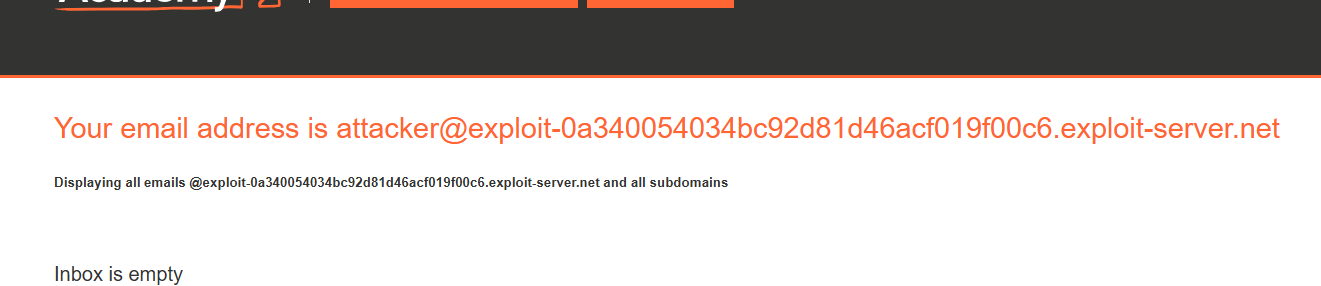 Academy
Your email address is attacker@exploit-0a340054034bc92d81d46acf019f00c6.exploit-server.net
Displaying all emails @exploit-0a340054034bc92d81d46acf019f00c6.exploit-server.net and all subdomains
Inbox is empty